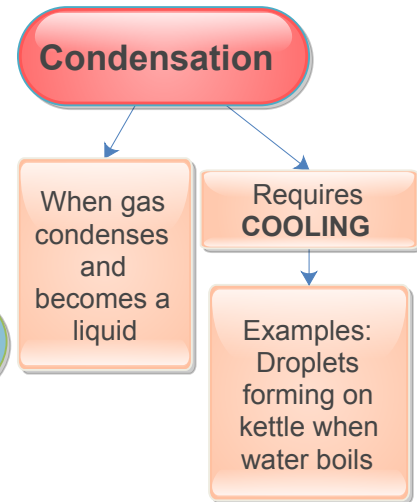 Condensation
When gas
condenses
and
becomes a
liquid
Requires
COOLING
Examples:
Droplets
forming on
kettle when
water boils